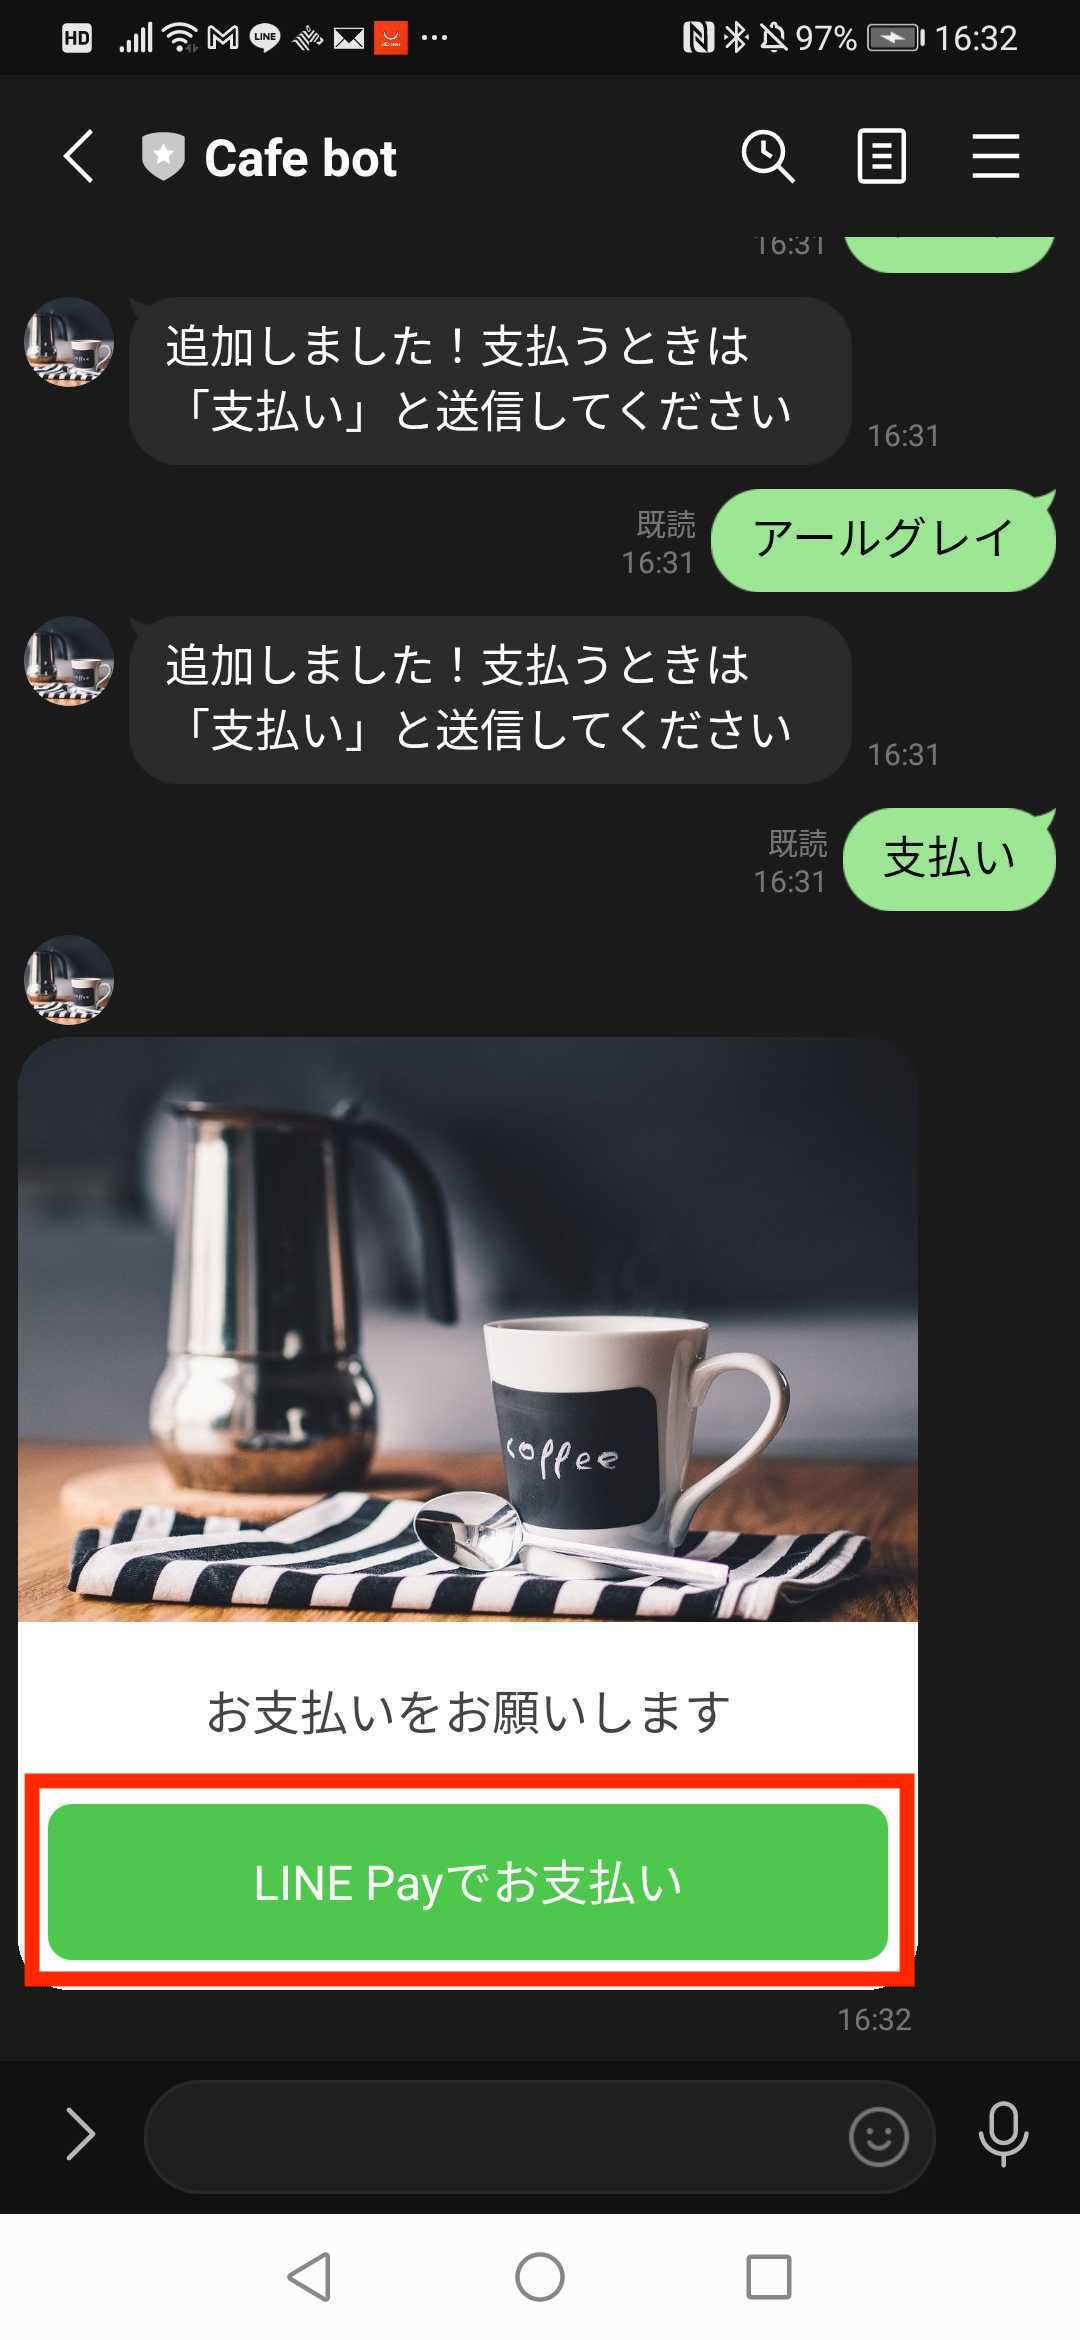 HD LINE 97% 16:32
Cafe bot
16:31
追加しました！支払うときは
「支払い」と送信してください
16:31
既読
16:31
アールグレイ
追加しました！支払うときは
「支払い」と送信してください
16:31
既読
16:31
支払い
coffee
お支払いをお願いします
LINE Payでお支払い
16:32